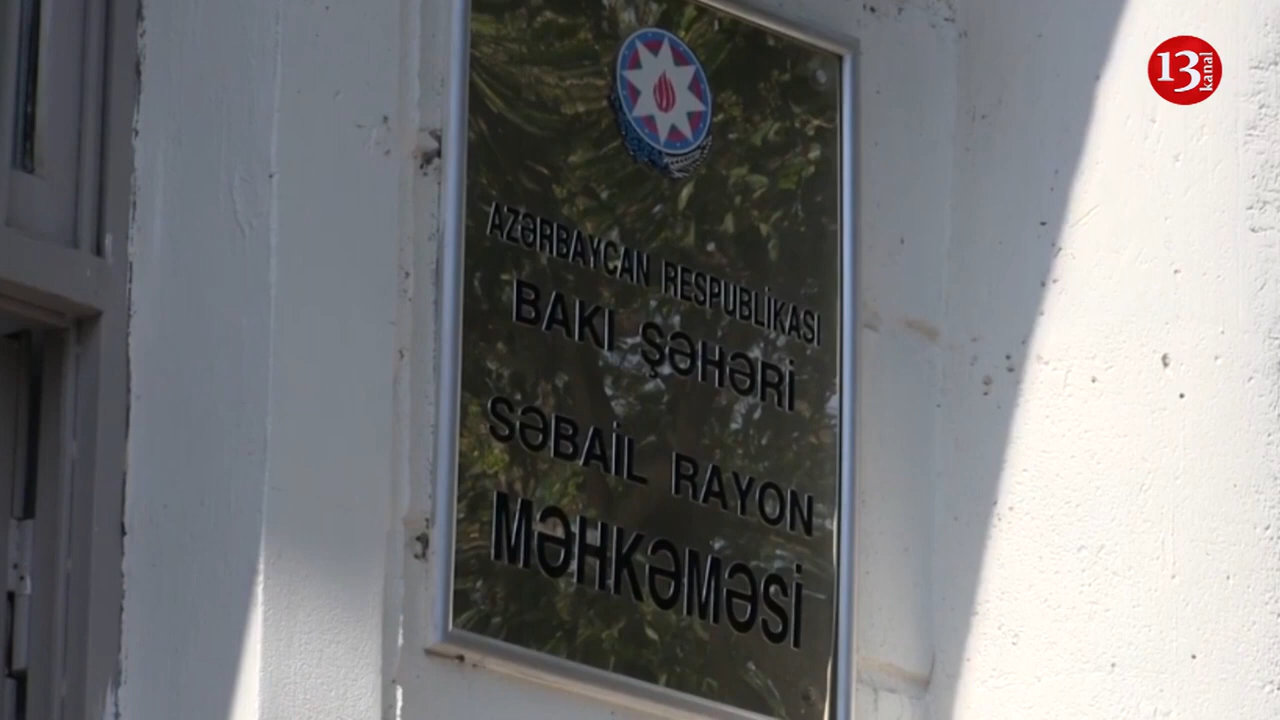 AZƏRBAYCAN RESPUBLİKASI
BAKI ŞƏHƏRİ
SƏBAİL RAYON
MƏHKƏMƏSİ
13 kanal